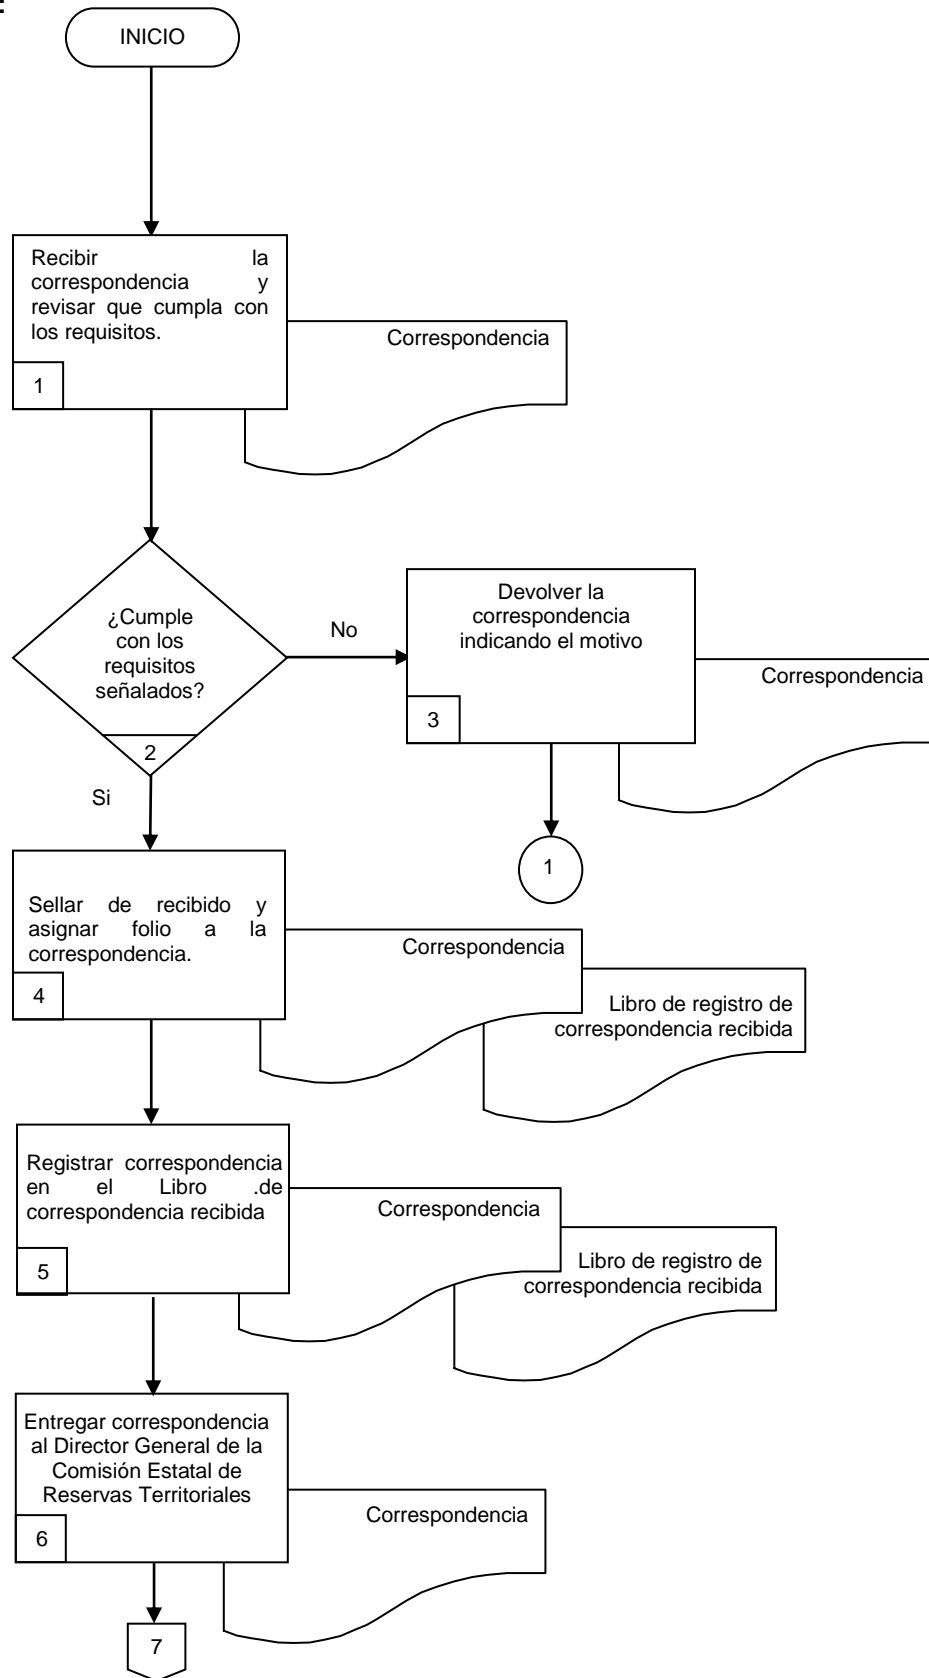 INICIO
Recibir la
correspondencia y
revisar que cumpla con
los requisitos.
1
Correspondencia
¿Cumple
con los
requisitos
señalados?
2
No
Si
Devolver la
correspondencia
indicando el motivo
3
Correspondencia
1
Sellar de recibido y
asignar folio a la
correspondencia.
4
Correspondencia
Libro de registro de
correspondencia recibida
Registrar correspondencia
en el Libro .de
correspondencia recibida
5
Correspondencia
Libro de registro de
correspondencia recibida
Entregar correspondencia
al Director General de la
Comisión Estatal de
Reservas Territoriales
6
Correspondencia
7